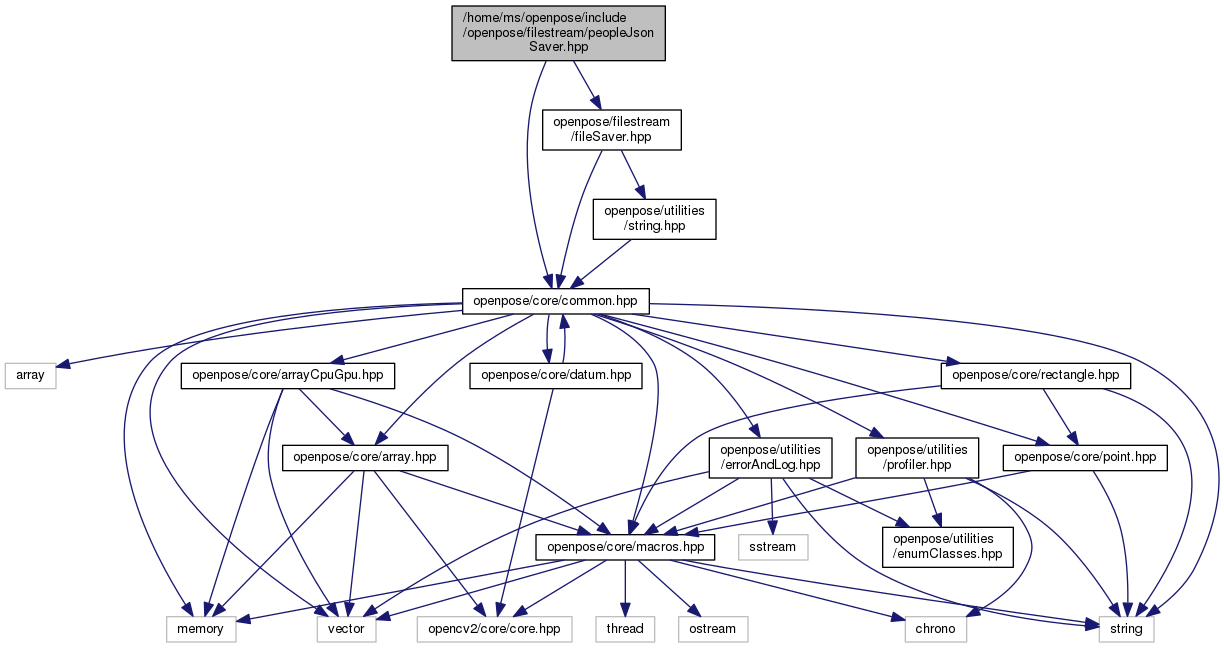 /home/ms/openpose/include
/openpose/filestream/peopleJson
Saver.hpp
openpose/filestream
/fileSaver.hpp
openpose/utilities
/string.hpp
openpose/core/common.hpp
array
openpose/core/arrayCpuGpu.hpp
openpose/core/datum.hpp
openpose/core/rectangle.hpp
openpose/core/array.hpp
openpose/utilities
/errorAndLog.hpp
openpose/utilities
/profiler.hpp
openpose/core/point.hpp
openpose/core/macros.hpp
sstream
openpose/utilities
/enumClasses.hpp
memory
vector
opencv2/core/core.hpp
thread
ostream
chrono
string